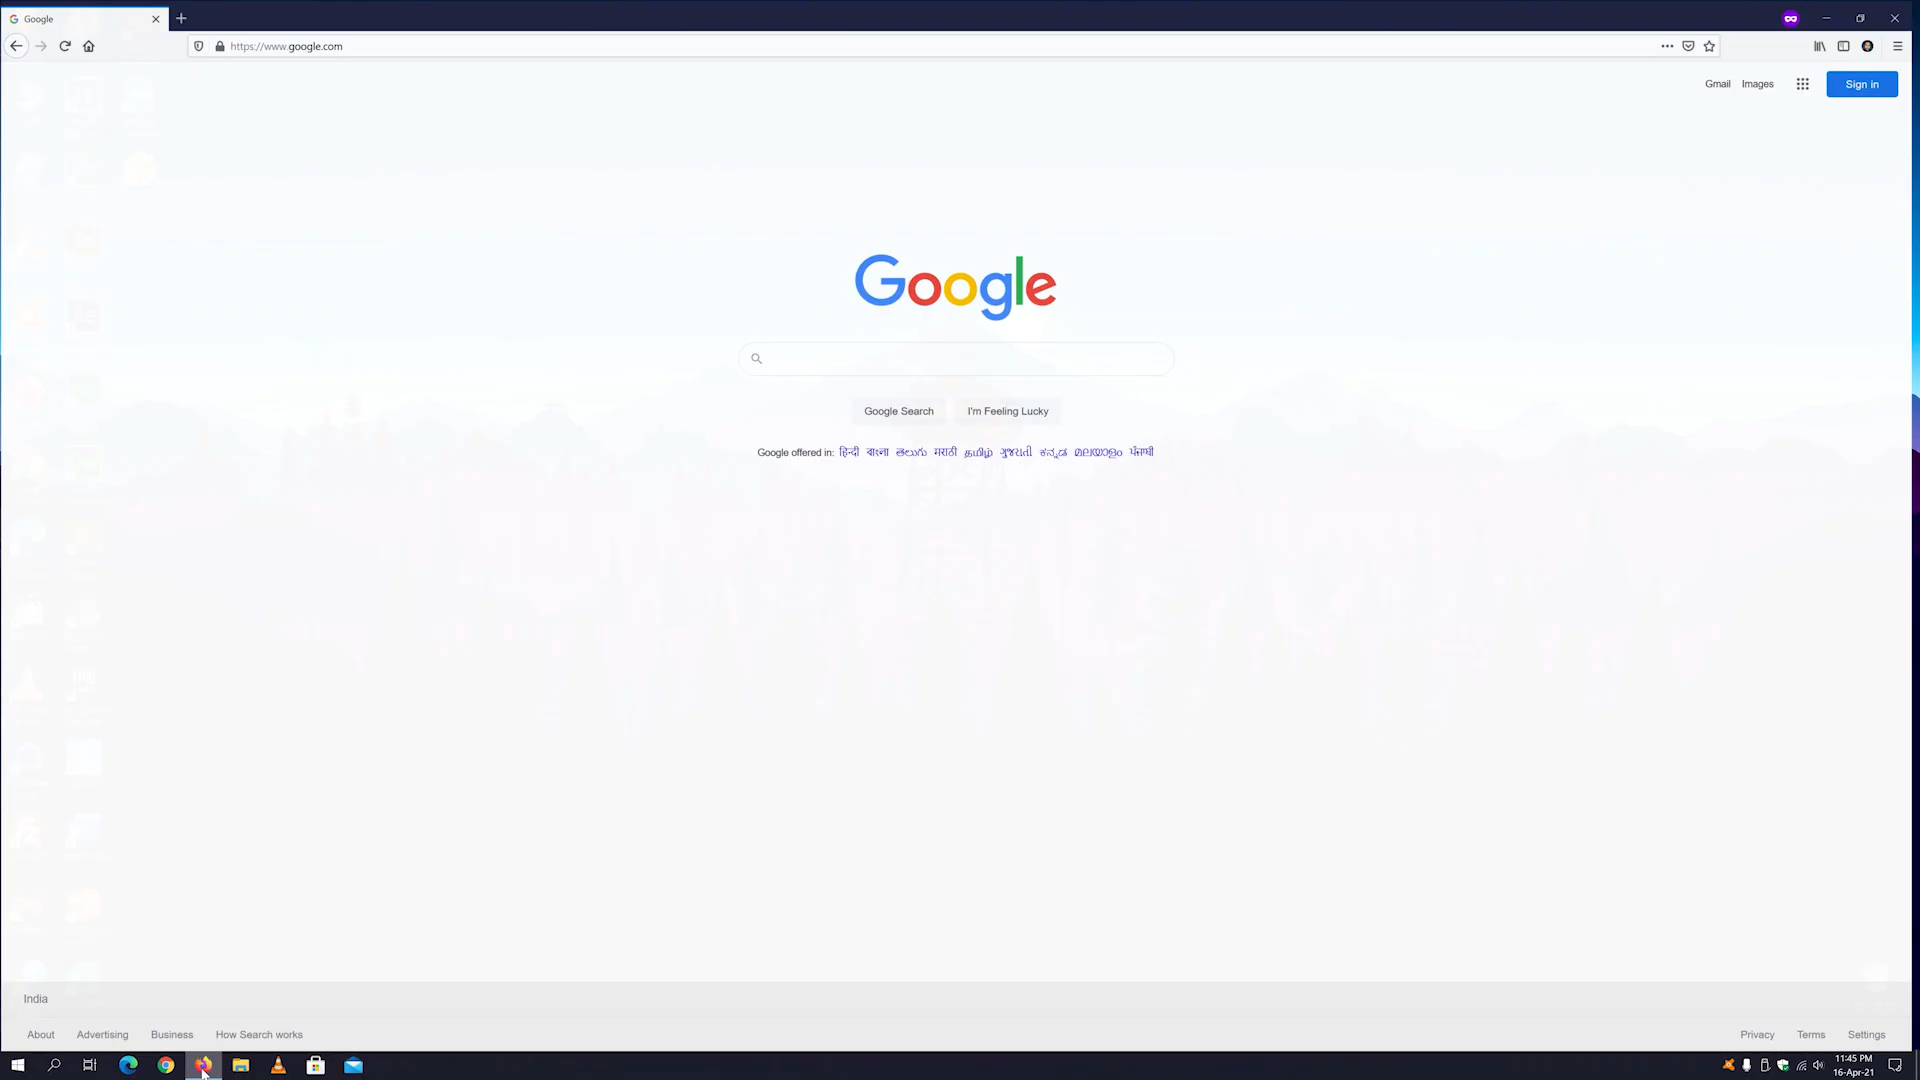 Google
https://www.google.com
Gmail Images Sign in
Google
Google Search I'm Feeling Lucky
Google offered in: हिन्दी বাংলা తెలుగు मराठी தமிழ் ગુજરાતી ಕನ್ನಡ മലയാളം ਪੰਜਾਬੀ
India
About Advertising Business How Search works Privacy Terms Settings
11:45 PM
16-Apr-21